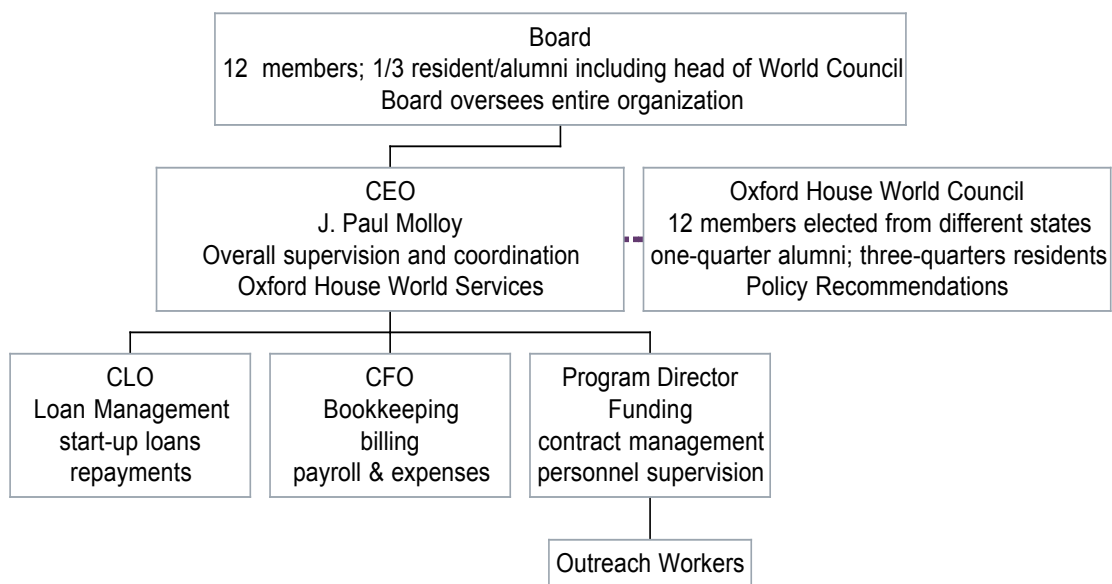 Board
12 members; 1/3 resident/alumni including head of World Council
Board oversees entire organization
CEO
J. Paul Molloy
Overall supervision and coordination
Oxford House World Services
Oxford House World Council
12 members elected from different states
one-quarter alumni; three-quarters residents
Policy Recommendations
CLO
Loan Management
start-up loans
repayments
CFO
Bookkeeping
billing
payroll & expenses
Program Director
Funding
contract management
personnel supervision
Outreach Workers